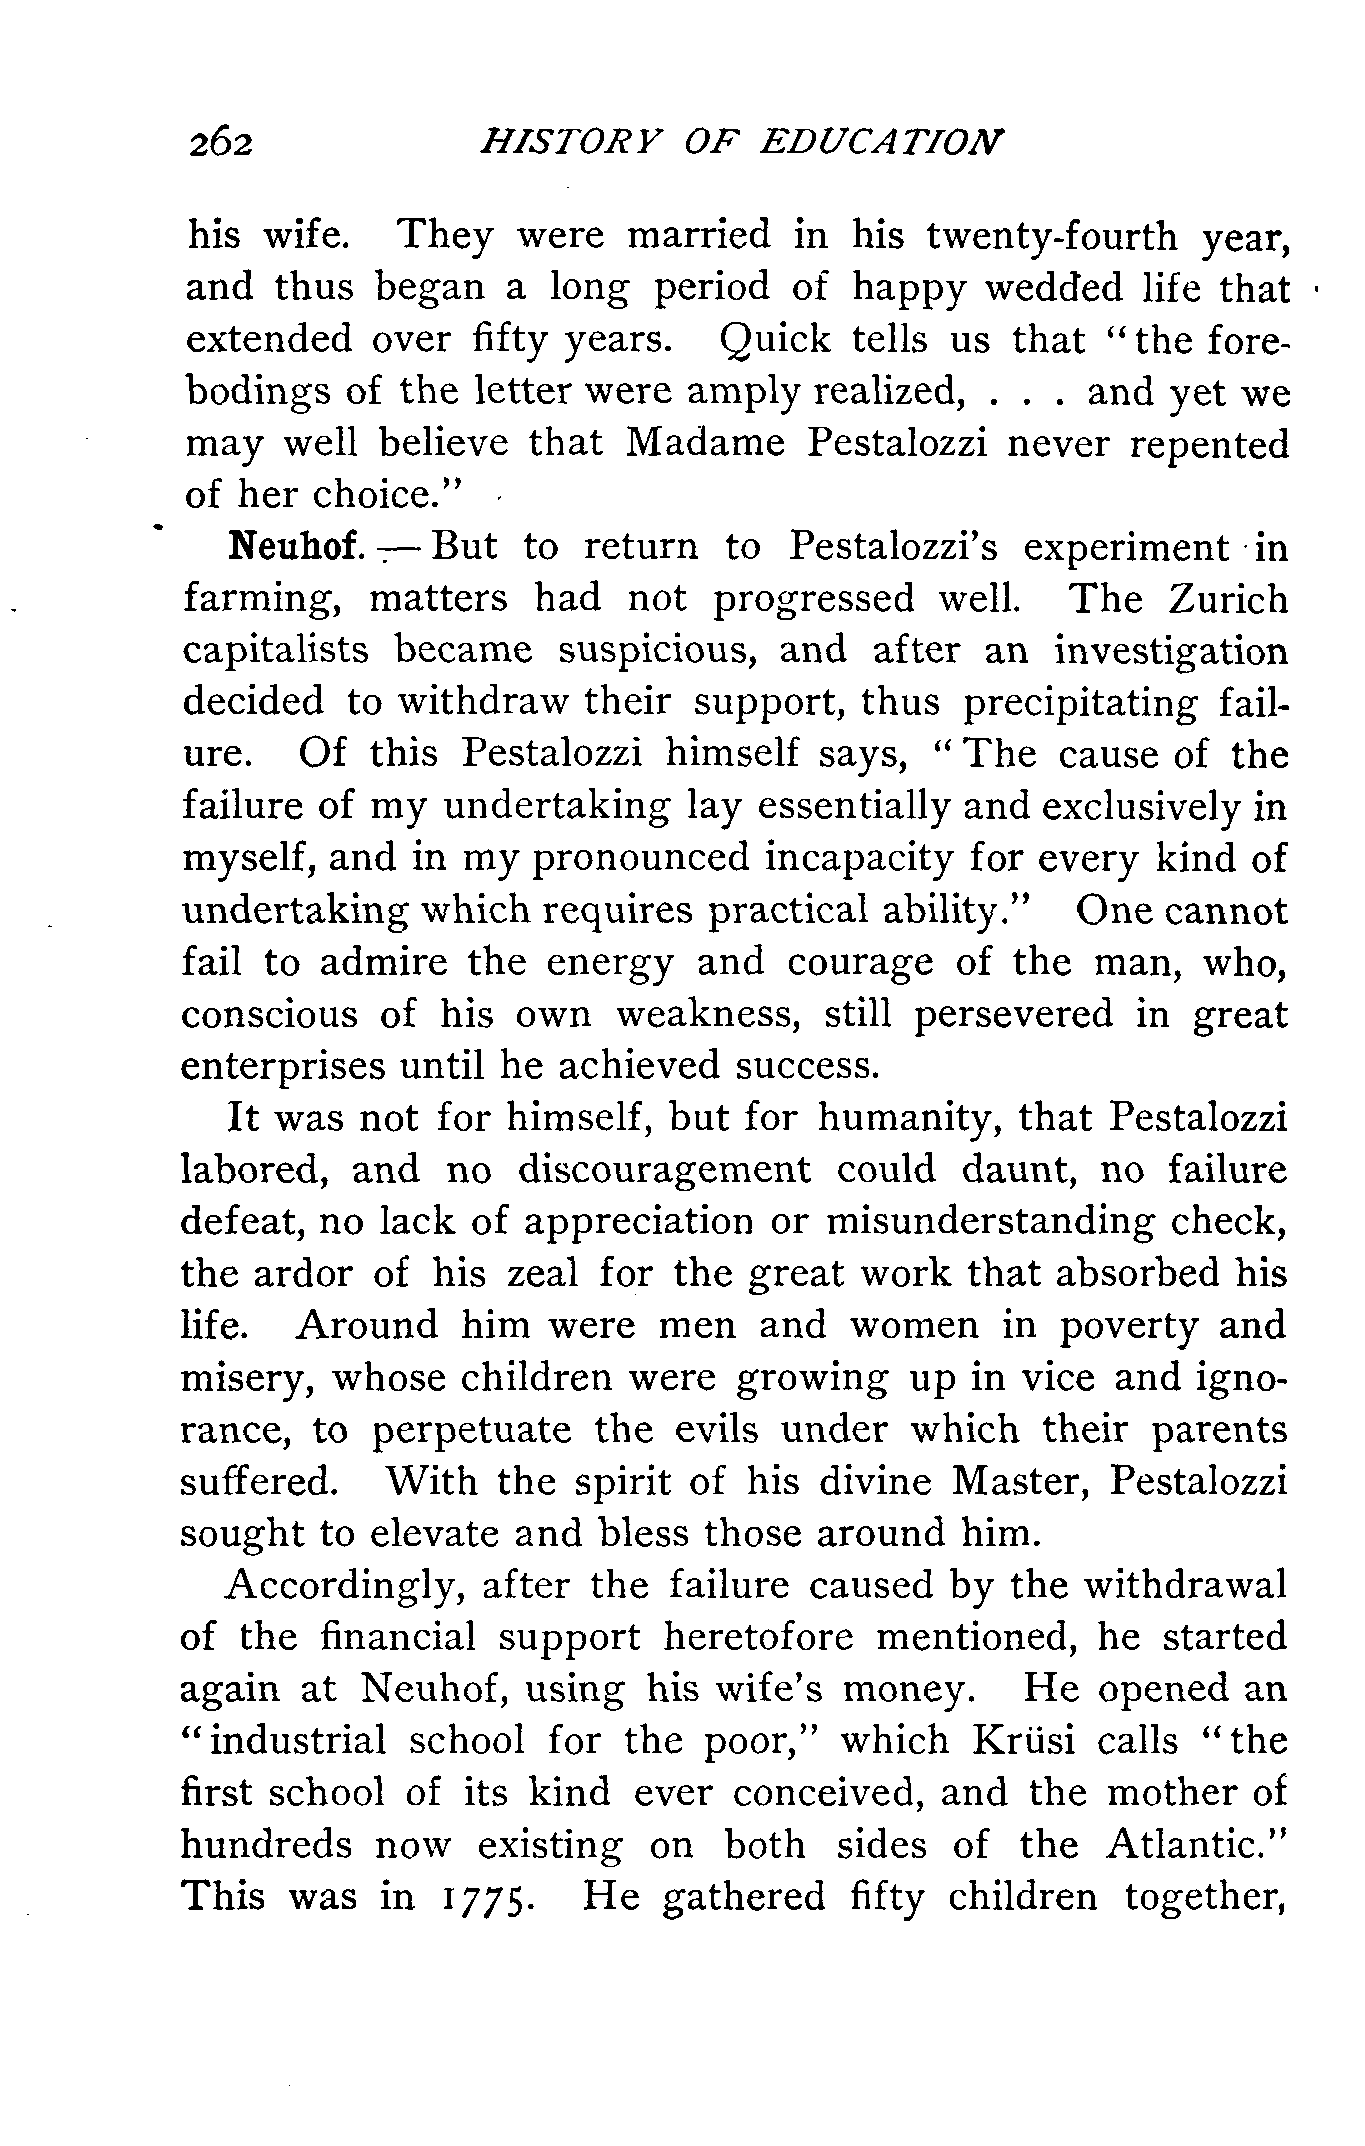 262 HISTORY OF EDUCATION
his wife. They were married in his twenty-fourth year,
and thus began a long period of happy wedded life that
extended over fifty years. Quick tells us that "the fore-
bodings of the letter were amply realized, . . . and yet we
may well believe that Madame Pestalozzi never repented
of her choice."
Neuhof. — But to return to Pestalozzi's experiment in
farming, matters had not progressed well. The Zurich
capitalists became suspicious, and after an investigation
decided to withdraw their support, thus precipitating fail-
ure. Of this Pestalozzi himself says, "The cause of the
failure of my undertaking lay essentially and exclusively in
myself, and in my pronounced incapacity for every kind of
undertaking which requires practical ability." One cannot
fail to admire the energy and courage of the man, who,
conscious of his own weakness, still persevered in great
enterprises until he achieved success.
It was not for himself, but for humanity, that Pestalozzi
labored, and no discouragement could daunt, no failure
defeat, no lack of appreciation or misunderstanding check,
the ardor of his zeal for the great work that absorbed his
life. Around him were men and women in poverty and
misery, whose children were growing up in vice and igno-
rance, to perpetuate the evils under which their parents
suffered. With the spirit of his divine Master, Pestalozzi
sought to elevate and bless those around him.
Accordingly, after the failure caused by the withdrawal
of the financial support heretofore mentioned, he started
again at Neuhof, using his wife's money. He opened an
"industrial school for the poor," which Krüsi calls "the
first school of its kind ever conceived, and the mother of
hundreds now existing on both sides of the Atlantic."
This was in 1775. He gathered fifty children together,